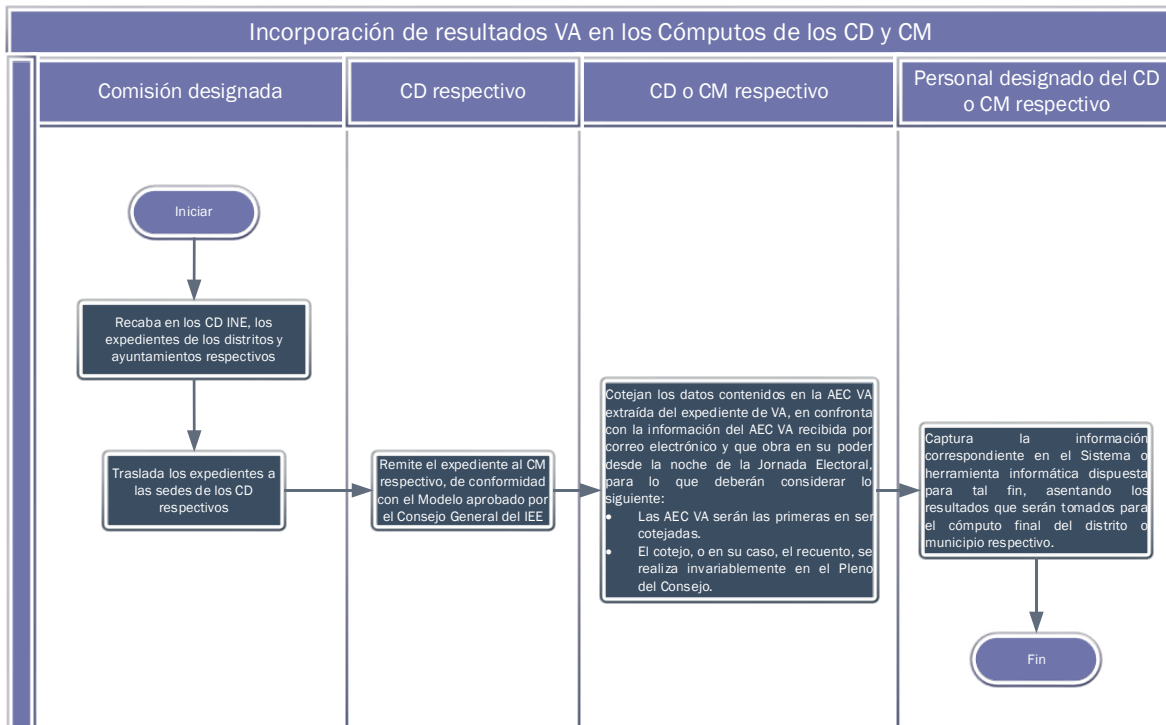 Incorporación de resultados VA en los Cómputos de los CD y CM
Comisión designada
CD respectivo
CD o CM respectivo
Personal designado del CD
o CM respectivo
Iniciar
Recaba en los CD INE, los
expedientes de los distritos y
ayuntamientos respectivos
Traslada los expedientes a
las sedes de los CD
respectivos
Remite el expediente al CM
respectivo, de conformidad
con el Modelo aprobado por
el Consejo General del IEE
Cotejan los datos contenidos en la AEC VA
extraída del expediente de VA, en confronta
con la información del AEC VA recibida por
correo electrónico y que obra en su poder
desde la noche de la Jornada Electoral,
para lo que deberán considerar lo
siguiente:
• Las AEC VA serán las primeras en ser
cotejadas.
• El cotejo, o en su caso, el recuento, se
realiza invariablemente en el Pleno
del Consejo.
Captura la información
correspondiente en el Sistema o
herramienta informática dispuesta
para tal fin, asentando los
resultados que serán tomados para
el cómputo final del distrito o
municipio respectivo.
Fin